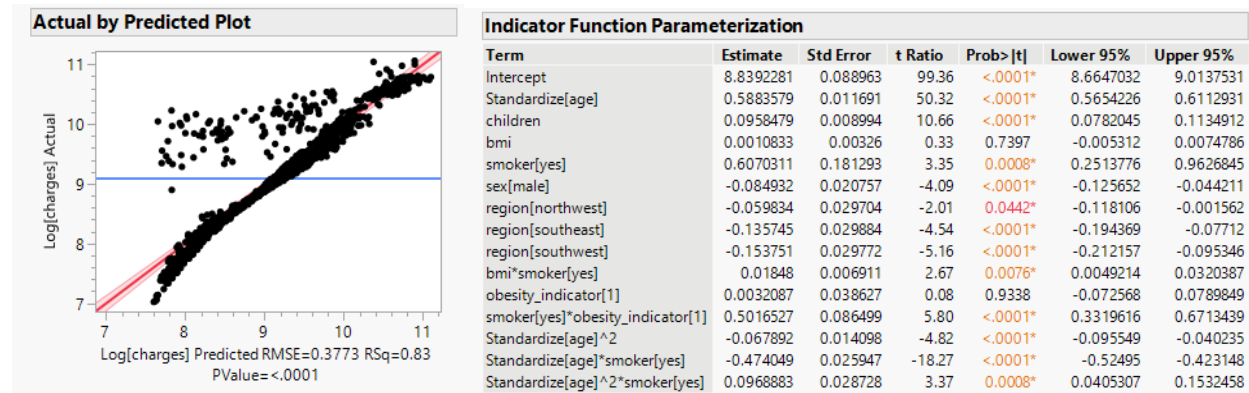 Actual by Predicted Plot
11
10
9
8
7
Log[charges] Actual
7 8 9 10 11
Log[charges] Predicted RMSE=0.3773 RSq=0.83
PValue=<.0001
Indicator Function Parameterization
Term Estimate Std Error t Ratio Prob>|t| Lower 95% Upper 95%
Intercept 8.8392281 0.088963 99.36 <.0001* 8.6647032 9.0137531
Standardize[age] 0.5883579 0.011691 50.32 <.0001* 0.5654226 0.6112931
children 0.0958479 0.008994 10.66 <.0001* 0.0782045 0.1134912
bmi 0.0010833 0.00326 0.33 0.7397 -0.005312 0.0074786
smoker[yes] 0.6070311 0.181293 3.35 0.0008* 0.2513776 0.9626845
sex[male] -0.084932 0.020757 -4.09 <.0001* -0.125652 -0.044211
region[northwest] -0.059834 0.029704 -2.01 0.0442* -0.118106 -0.001562
region[southeast] -0.135745 0.029884 -4.54 <.0001* -0.194369 -0.07712
region[southwest] -0.153751 0.029772 -5.16 <.0001* -0.212157 -0.095346
bmi*smoker[yes] 0.01848 0.006911 2.67 0.0076* 0.0049214 0.0320387
obesity_indicator[1] 0.0032087 0.038627 0.08 0.9338 -0.072568 0.0789849
smoker[yes]*obesity_indicator[1] 0.5016527 0.086499 5.80 <.0001* 0.3319616 0.6713439
Standardize[age]^2 -0.067892 0.014098 -4.82 <.0001* -0.095549 -0.040235
Standardize[age]*smoker[yes] -0.474049 0.025947 -18.27 <.0001* -0.52495 -0.423148
Standardize[age]^2*smoker[yes] 0.0968883 0.028728 3.37 0.0008* 0.0405307 0.1532458